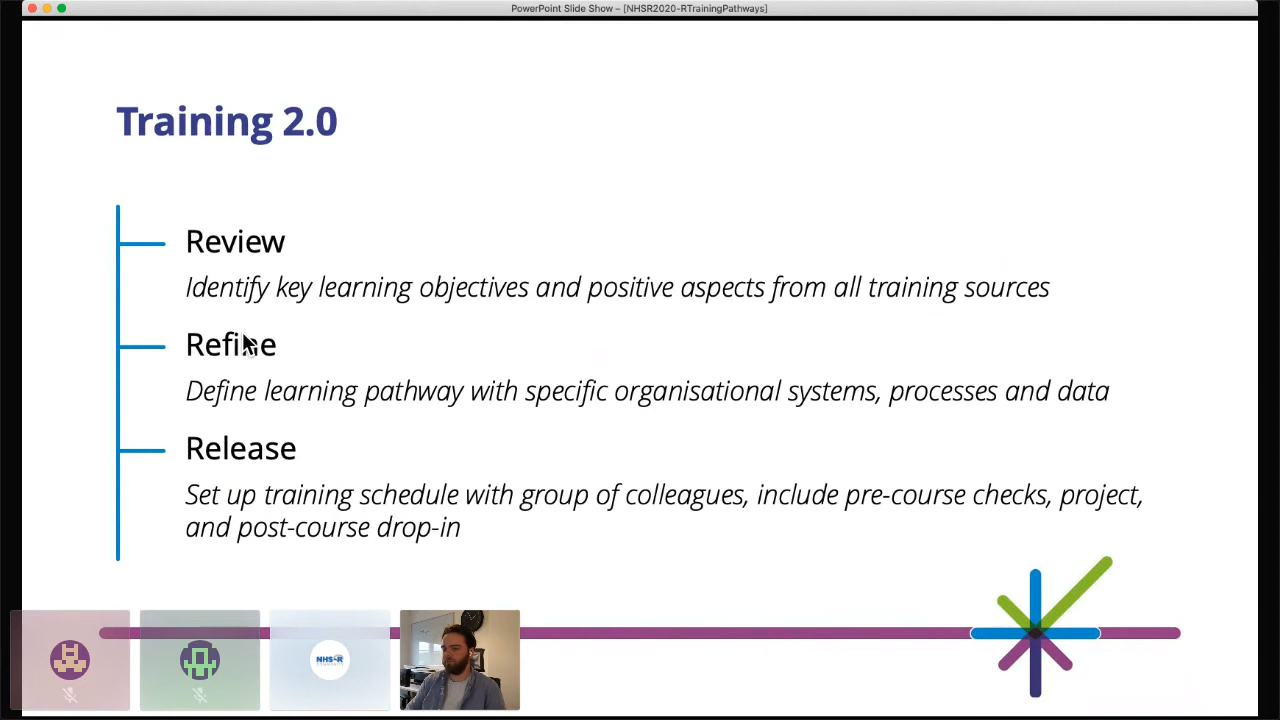 PowerPoint Slide Show – [NHSR2020-RTrainingPathways]
Training 2.0
Review
Identify key learning objectives and positive aspects from all training sources
Refine
Define learning pathway with specific organisational systems, processes and data
Release
Set up training schedule with group of colleagues, include pre-course checks, project,
and post-course drop-in
NHS-R
COMMUNITY